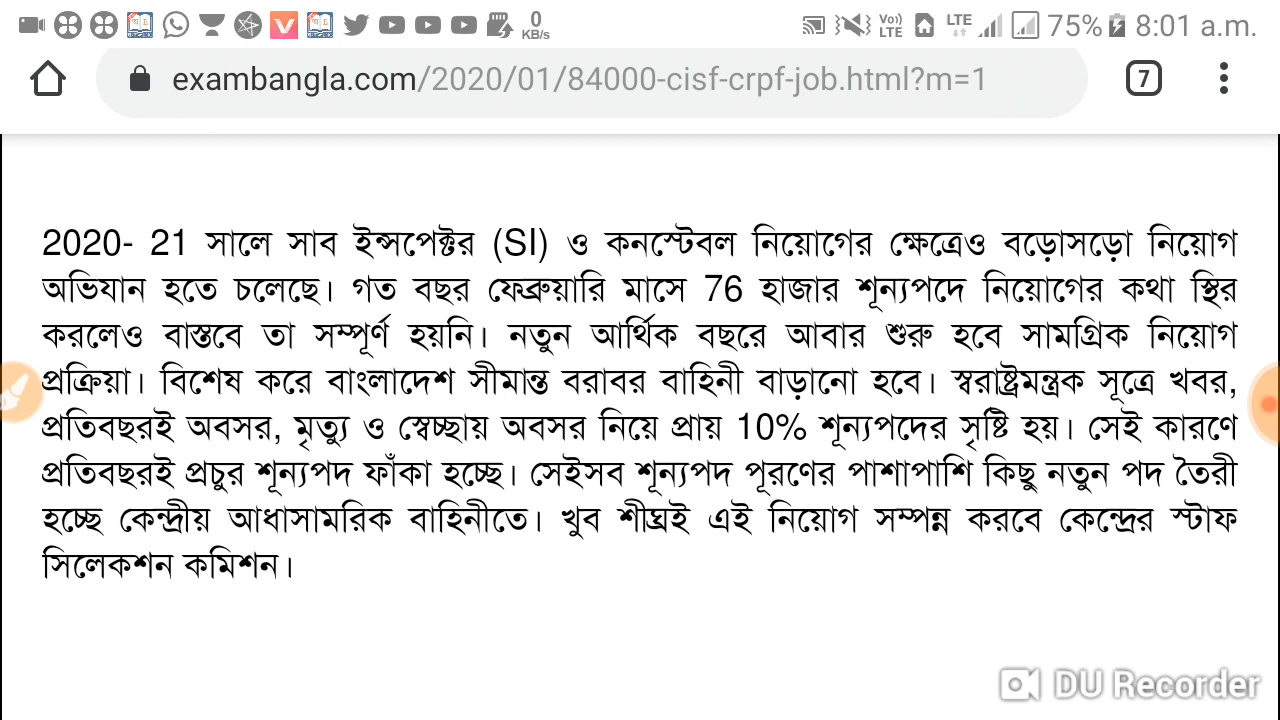 0
KB/s
Vo))
LTE
LTE
75%
8:01 a.m.
exambangla.com/2020/01/84000-cisf-crpf-job.html?m=1
7
2020- 21 সালে সাব ইন্সপেক্টর (SI) ও কনস্টেবল নিয়োগের ক্ষেত্রেও বড়োসড়ো নিয়োগ
অভিযান হতে চলেছে। গত বছর ফেব্রুয়ারি মাসে 76 হাজার শূন্যপদে নিয়োগের কথা স্থির
করলেও বাস্তবে তা সম্পূর্ণ হয়নি। নতুন আর্থিক বছরে আবার শুরু হবে সামগ্রিক নিয়োগ
প্রক্রিয়া। বিশেষ করে বাংলাদেশ সীমান্ত বরাবর বাহিনী বাড়ানো হবে। স্বরাষ্ট্রমন্ত্রক সূত্রে খবর,
প্রতিবছরই অবসর, মৃত্যু ও স্বেচ্ছায় অবসর নিয়ে প্রায় 10% শূন্যপদের সৃষ্টি হয়। সেই কারণে
প্রতিবছরই প্রচুর শূন্যপদ ফাঁকা হচ্ছে। সেইসব শূন্যপদ পূরণের পাশাপাশি কিছু নতুন পদ তৈরী
হচ্ছে কেন্দ্রীয় আধাসামরিক বাহিনীতে। খুব শীঘ্রই এই নিয়োগ সম্পন্ন করবে কেন্দ্রের স্টাফ
সিলেকশন কমিশন।
DU Recorder